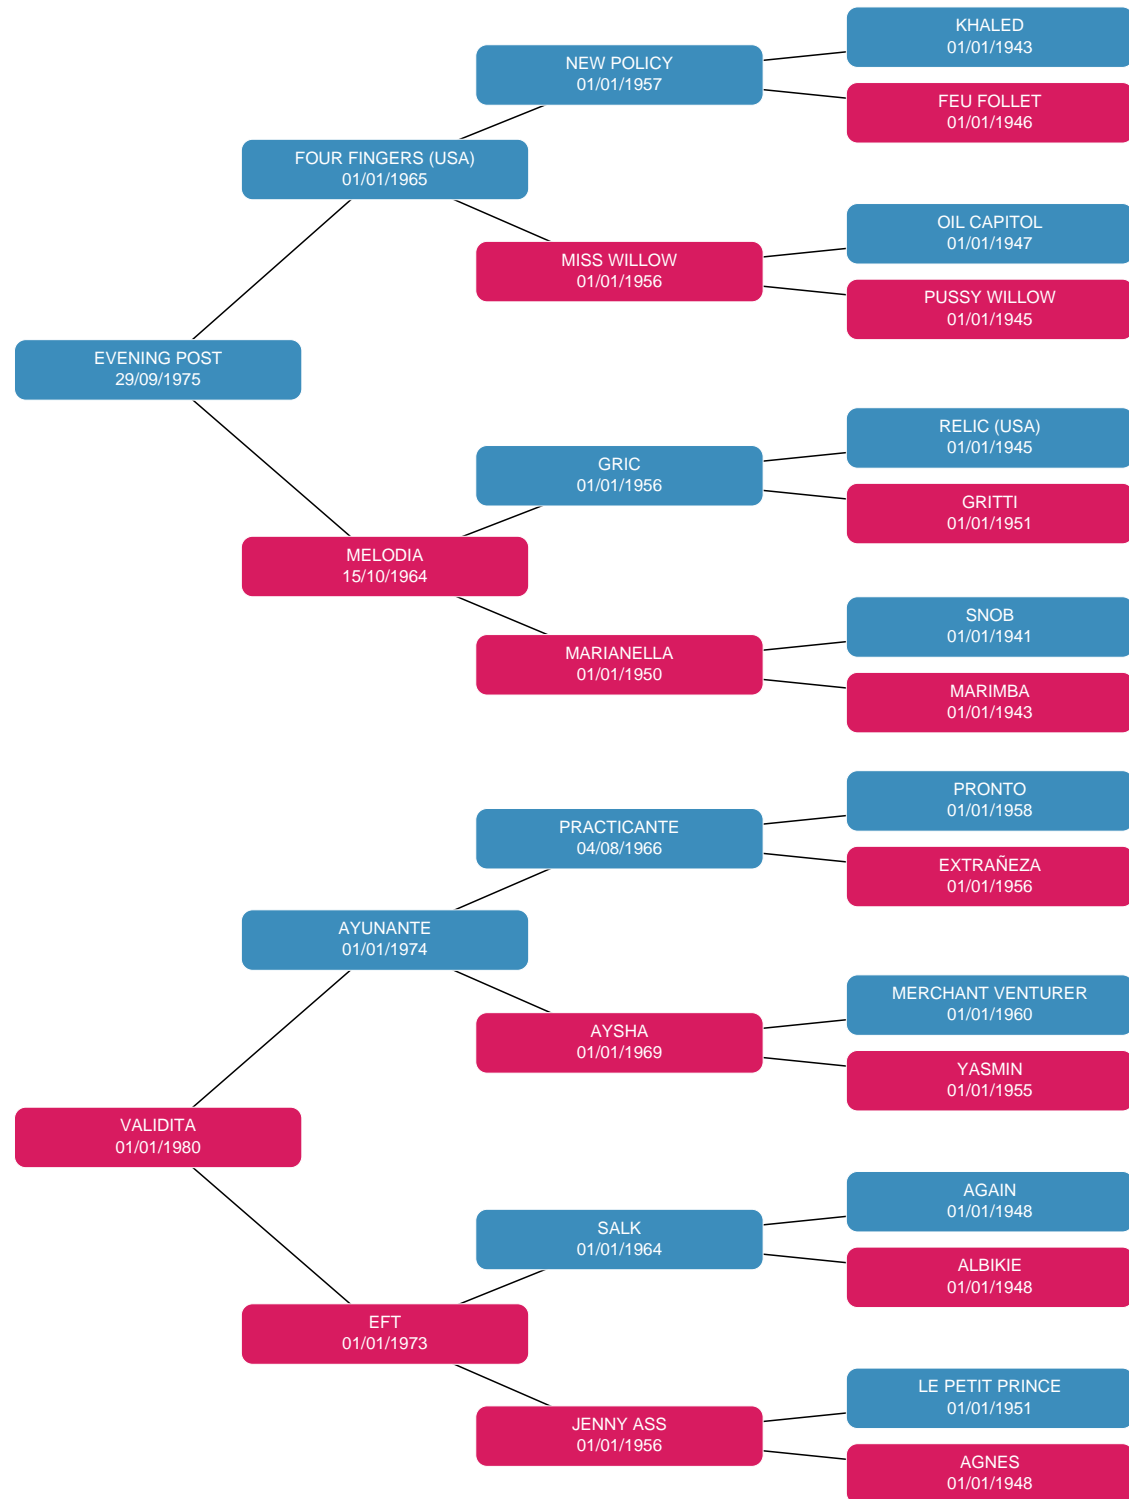 KHALED
01/01/1943
NEW POLICY
01/01/1957
FEU FOLLET
01/01/1946
FOUR FINGERS (USA)
01/01/1965
OIL CAPITOL
01/01/1947
MISS WILLOW
01/01/1956
PUSSY WILLOW
01/01/1945
EVENING POST
29/09/1975
RELIC (USA)
01/01/1945
GRIC
01/01/1956
GRITTI
01/01/1951
MELODIA
15/10/1964
SNOB
01/01/1941
MARIANELLA
01/01/1950
MARIMBA
01/01/1943
PRONTO
01/01/1958
PRACTICANTE
04/08/1966
EXTRAÑEZA
01/01/1956
AYUNANTE
01/01/1974
MERCHANT VENTURER
01/01/1960
AYSHA
01/01/1969
YASMIN
01/01/1955
VALIDITA
01/01/1980
AGAIN
01/01/1948
SALK
01/01/1964
ALBIKIE
01/01/1948
EFT
01/01/1973
LE PETIT PRINCE
01/01/1951
JENNY ASS
01/01/1956
AGNES
01/01/1948